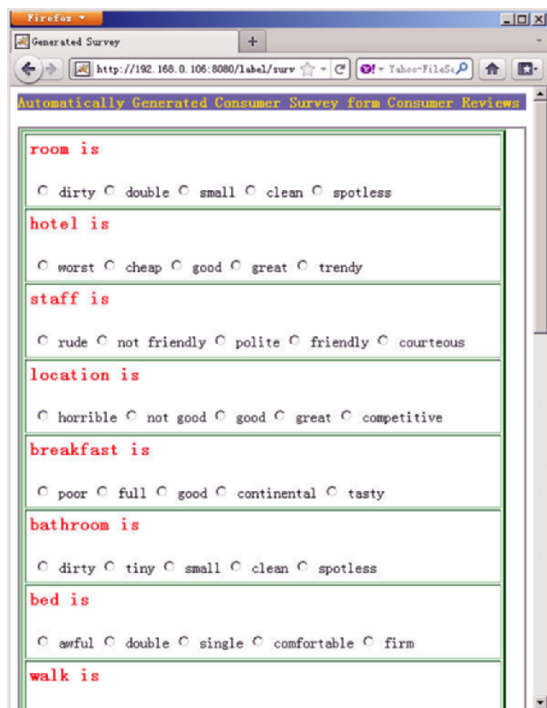 Firefox
Generated Survey
http://192.168.0.106:8080/label/surv
Yahoo-FileSe
Automatically Generated Consumer Survey form Consumer Reviews
room is
dirty double small clean spotless
hotel is
worst cheap good great trendy
staff is
rude not friendly polite friendly courteous
location is
horrible not good good great competitive
breakfast is
poor full good continental tasty
bathroom is
dirty tiny small clean spotless
bed is
awful double single comfortable firm
walk is